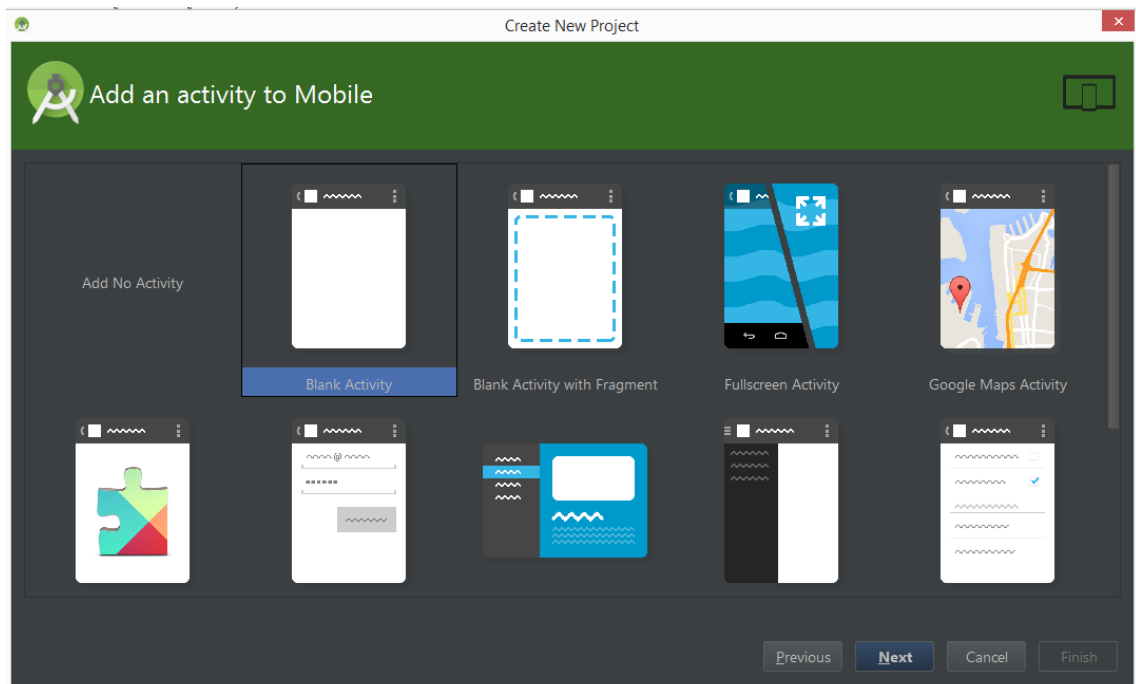 Create New Project
Add an activity to Mobile
Add No Activity
Blank Activity
Blank Activity with Fragment
Fullscreen Activity
Google Maps Activity
@
Previous
Next
Cancel
Finish